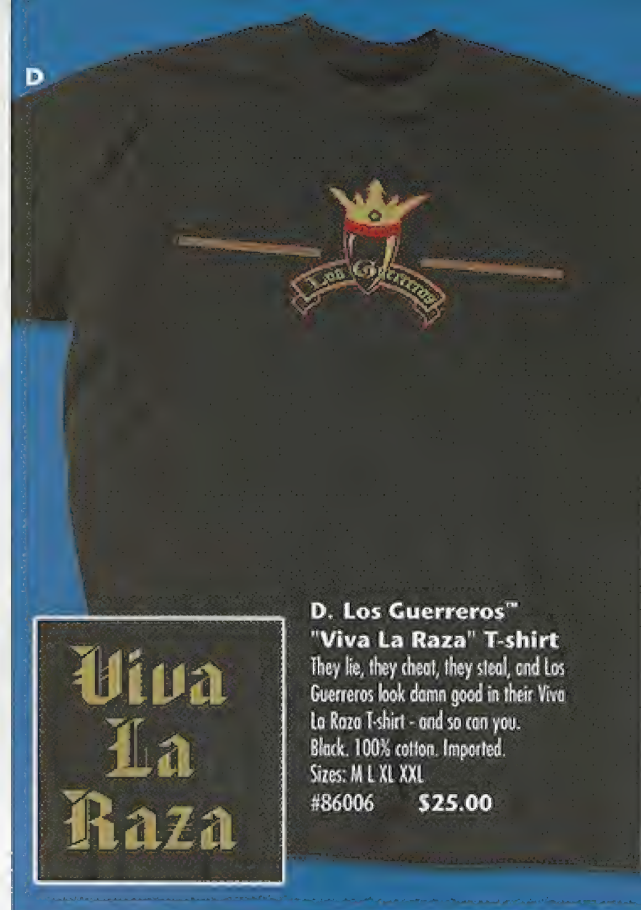 D
Los Guerreros
D. Los Guerreros™
"Viva La Raza" T-shirt
They lie, they cheat, they steal, and Los
Guerreros look damn good in their Viva
La Raza T-shirt - and so can you.
Black. 100% cotton. Imported.
Sizes: M L XL XXL
#86006 $25.00
Viva
La
Raza